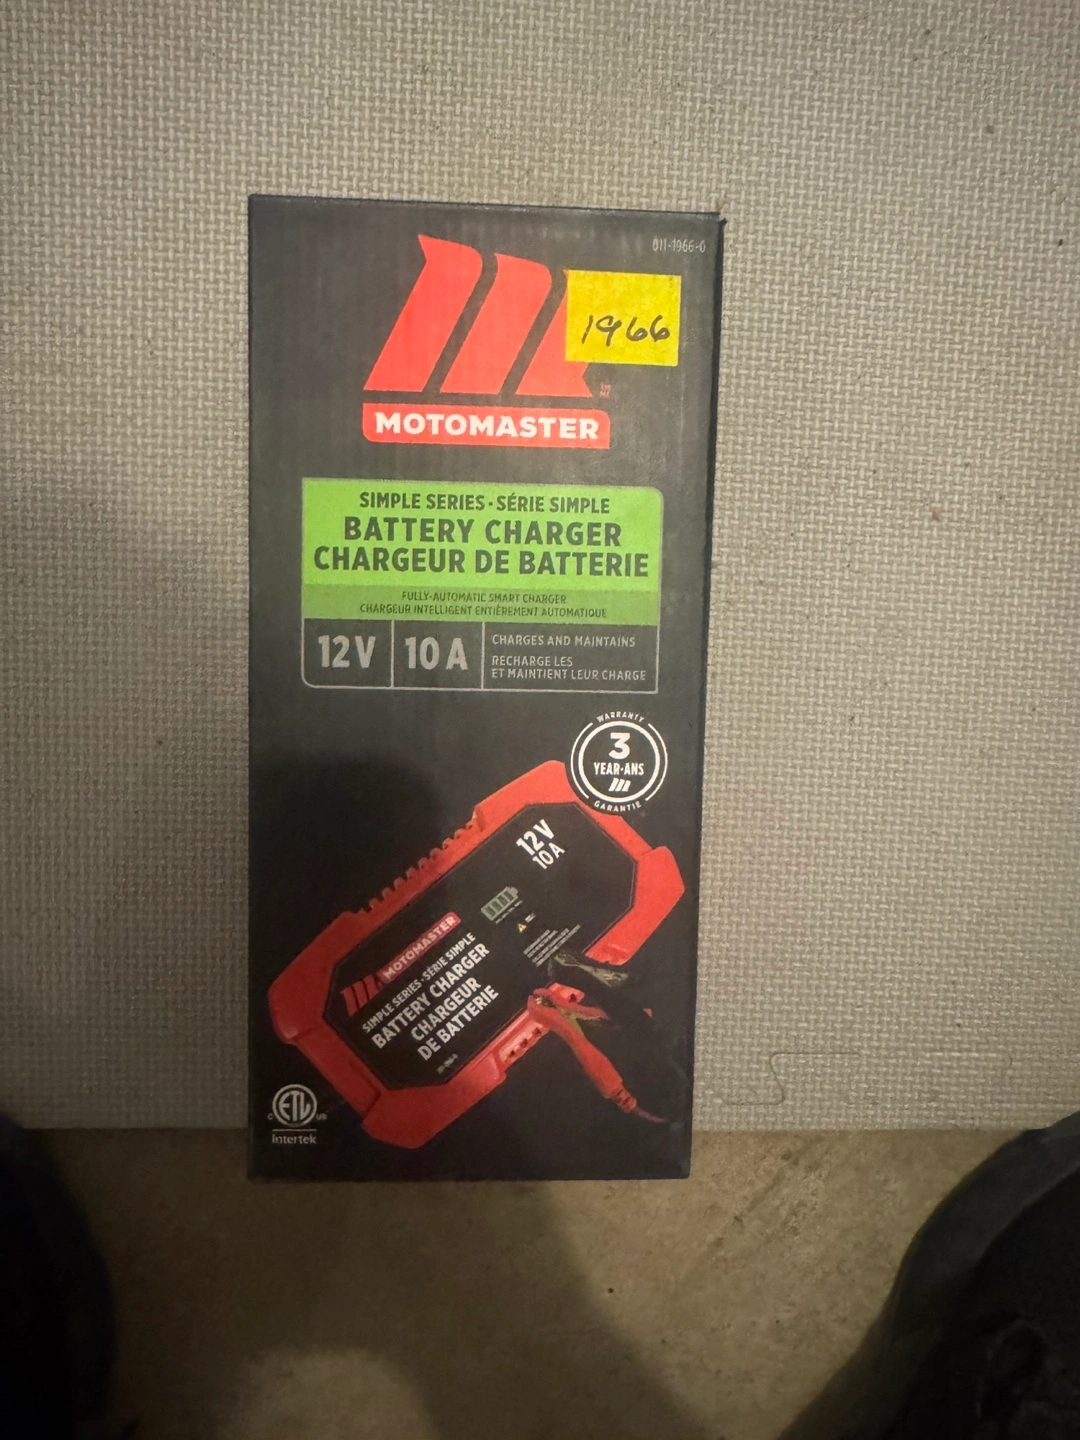 011-1966-0
1966
MOTOMASTER
SIMPLE SERIES • SÉRIE SIMPLE
BATTERY CHARGER
CHARGEUR DE BATTERIE
FULLY-AUTOMATIC SMART CHARGER
CHARGEUR INTELLIGENT ENTIÈREMENT AUTOMATIQUE
12V
10 A
CHARGES AND MAINTAINS
RECHARGE LES
ET MAINTIENT LEUR CHARGE
WARRANTY
3
YEAR•ANS
GARANTIE
12V
10A
MOTOMASTER
SIMPLE SERIES • SÉRIE SIMPLE
BATTERY CHARGER
CHARGEUR
DE BATTERIE
C ETL US
Intertek